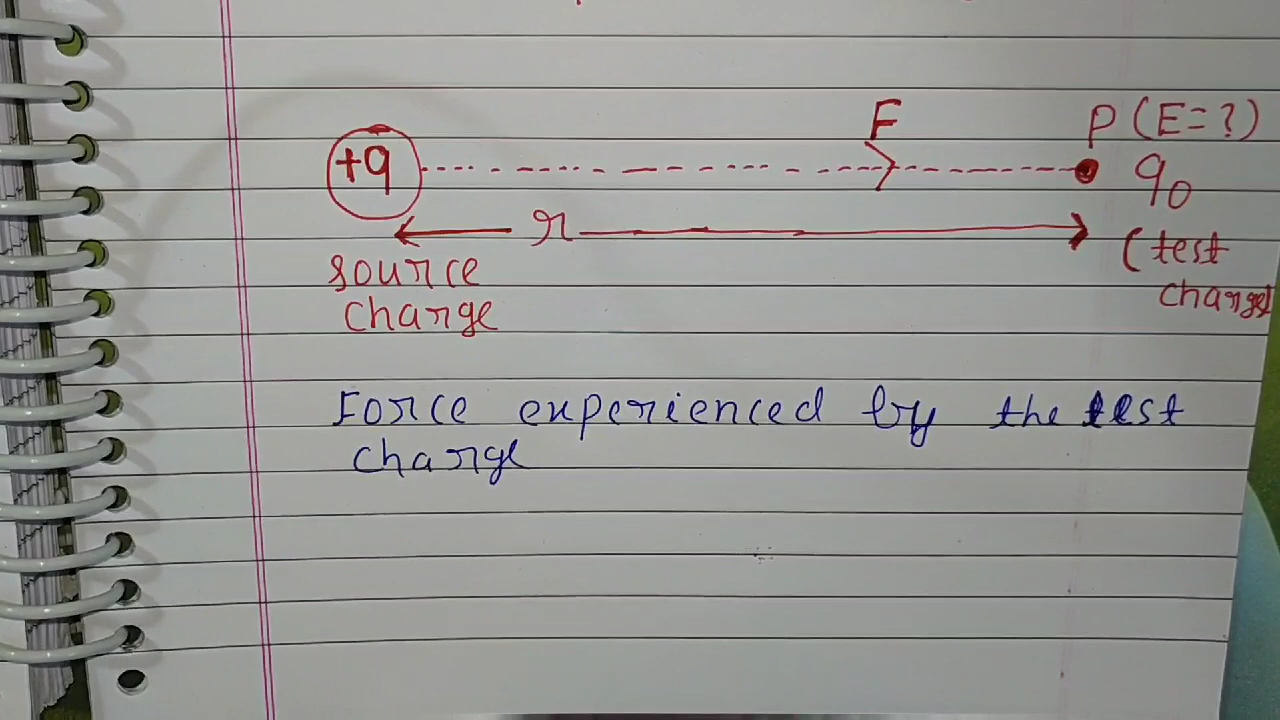 F P (E=?)
+q q₀
r
source (test
charge charge)
Force experienced by the test
charge